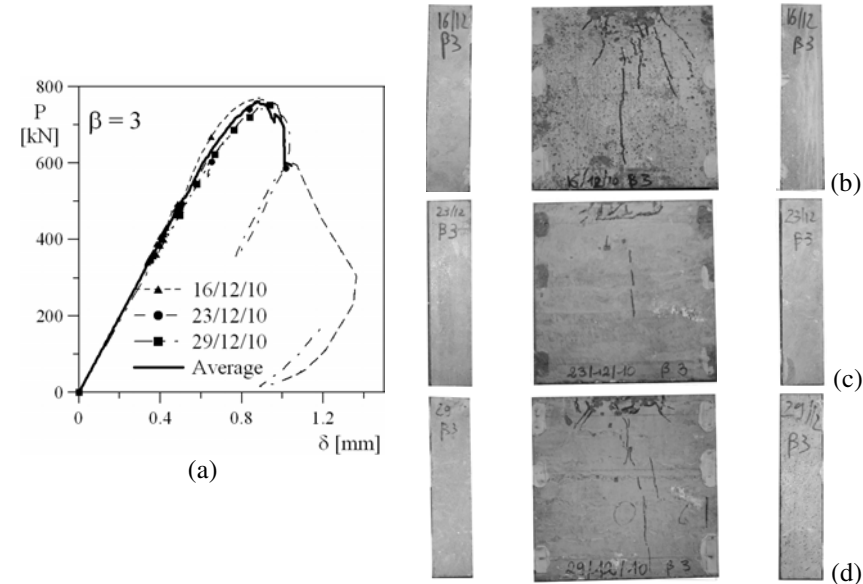 P
[kN]
800
600
400
200
0
β = 3
16/12/10
23/12/10
29/12/10
Average
0
0.4
0.8
1.2
δ [mm]
(a)
16/12
β3
15/12/10 β3
16/12
β3
(b)
23/12
β3
23/12/10 β3
23/12
β3
(c)
29
β3
29/12/10 β3
29/12
β3
(d)